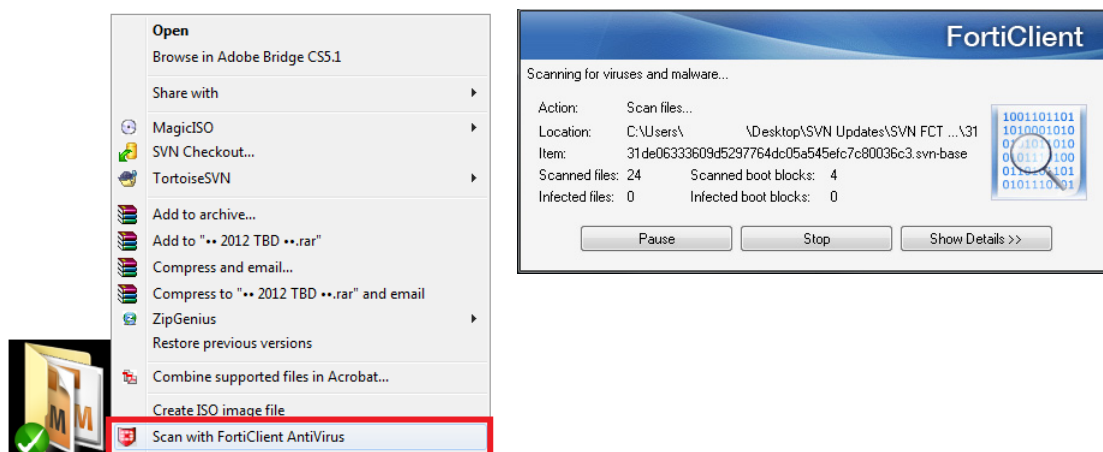 Open
Browse in Adobe Bridge CS5.1
Share with
MagicISO
SVN Checkout...
TortoiseSVN
Add to archive...
Add to "•• 2012 TBD ••.rar"
Compress and email...
Compress to "•• 2012 TBD ••.rar" and email
ZipGenius
Restore previous versions
Combine supported files in Acrobat...
Create ISO image file
Scan with FortiClient AntiVirus
M M
FortiClient
Scanning for viruses and malware...
Action: Scan files...
Location: C:\Users\ \Desktop\SVN Updates\SVN FCT ...\31
Item: 31de06333609d5297764dc05a545efc7c80036c3.svn-base
Scanned files: 24 Scanned boot blocks: 4
Infected files: 0 Infected boot blocks: 0
1001101101
1010001010
0101110101
Pause Stop Show Details >>